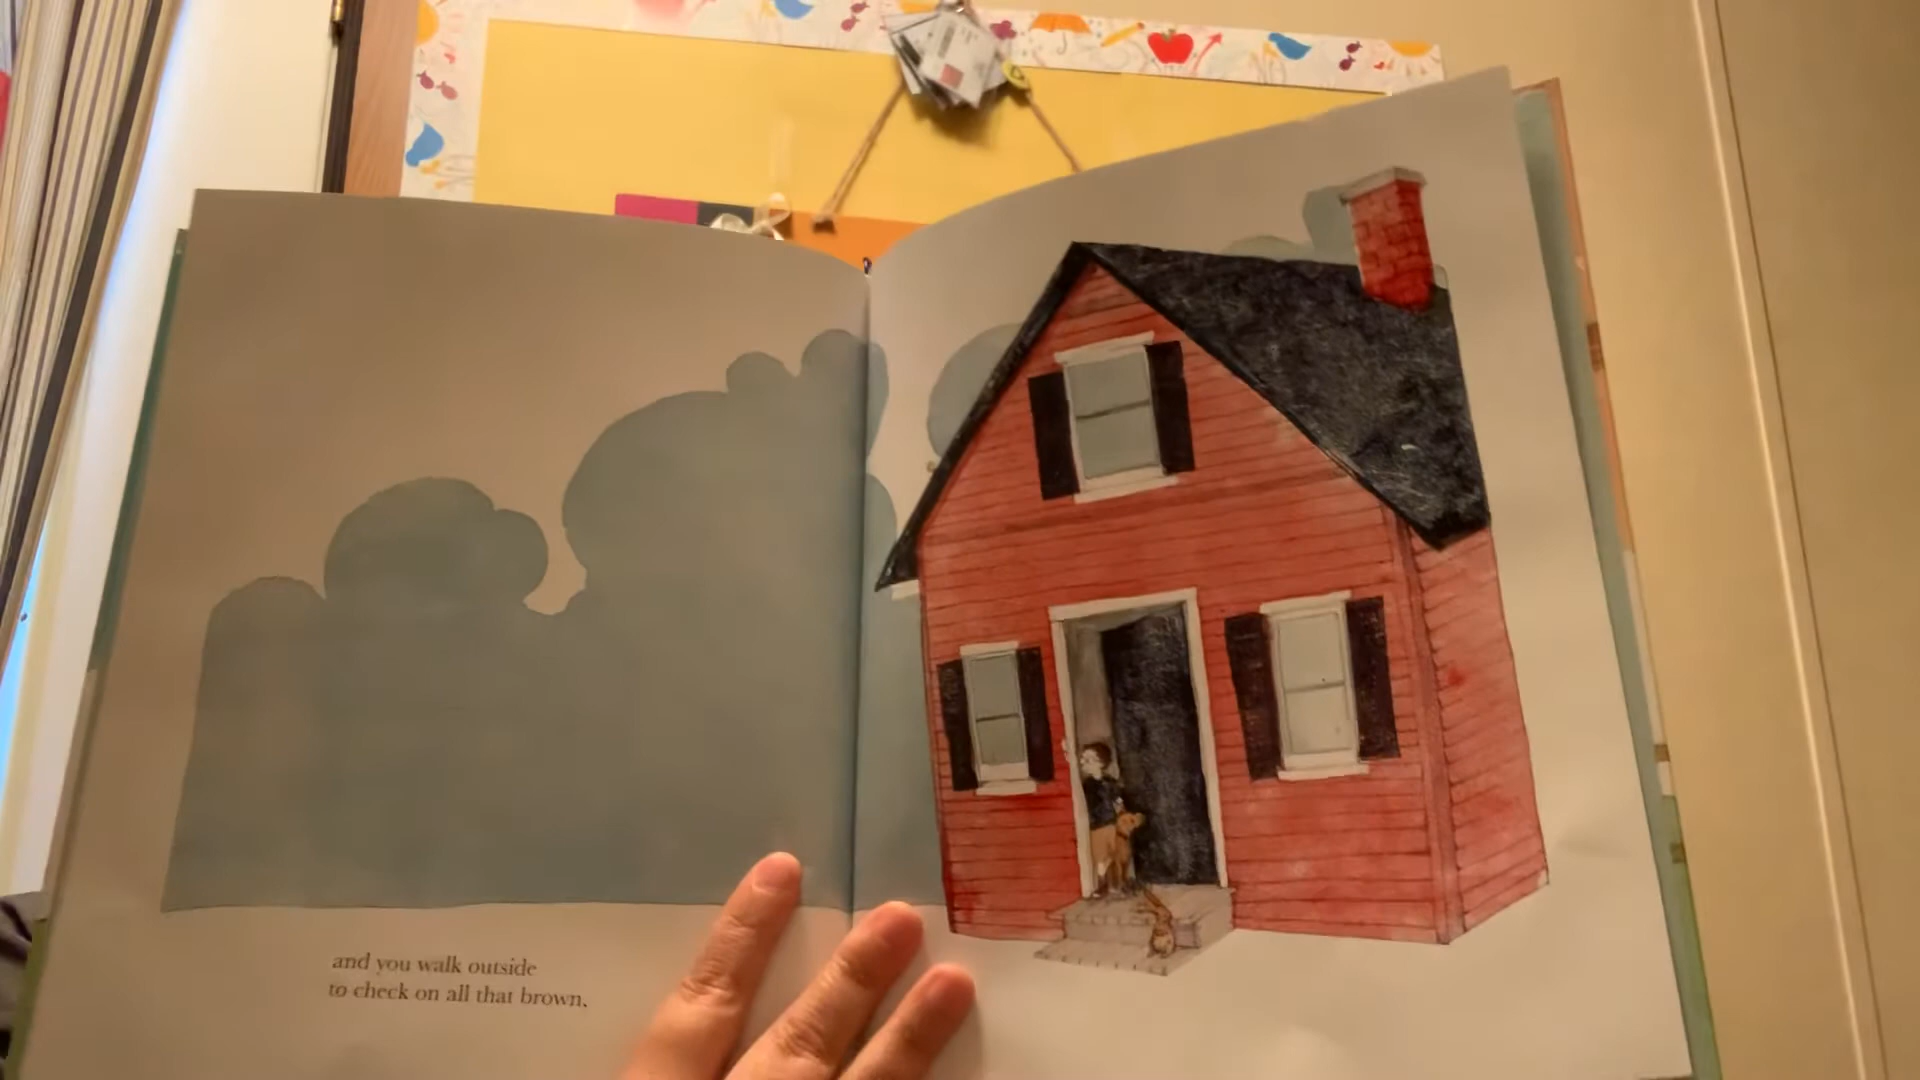 and you walk outside
to check on all that brown,